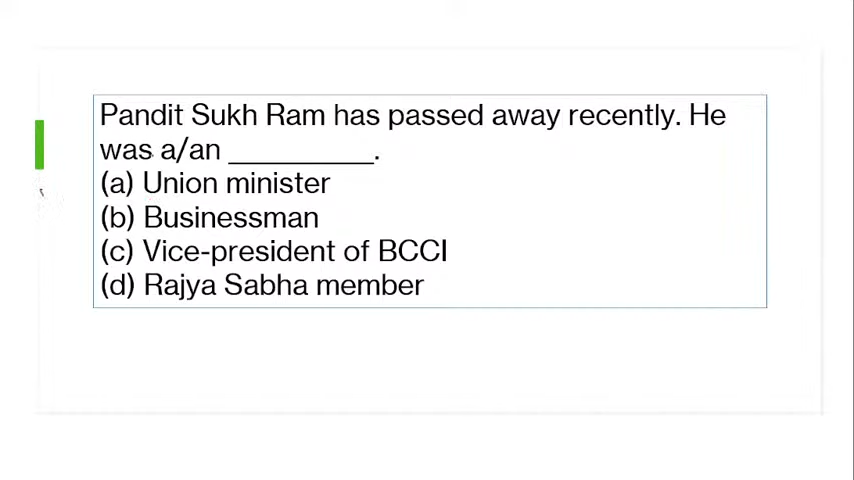 Pandit Sukh Ram has passed away recently. He
was a/an __________.
(a) Union minister
(b) Businessman
(c) Vice-president of BCCI
(d) Rajya Sabha member